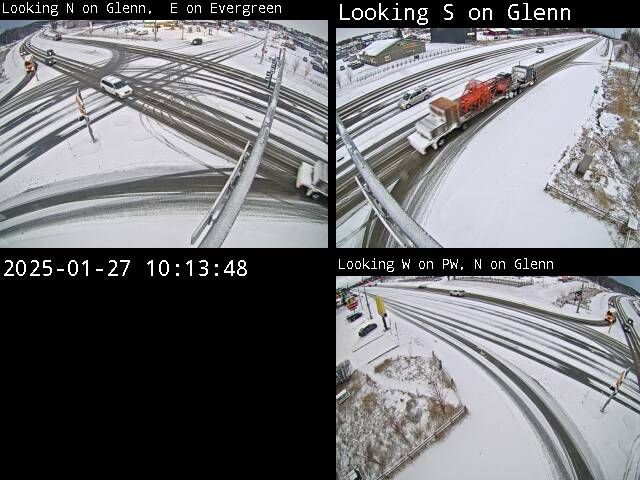 Looking N on Glenn,  E on Evergreen
Looking S on Glenn
2025-01-27 10:13:48
Looking W on PW, N on Glenn